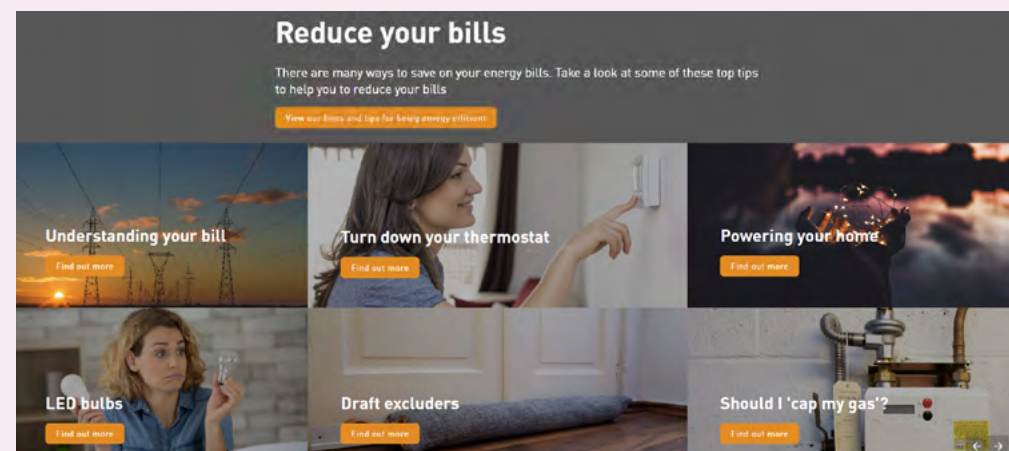 Reduce your bills
There are many ways to save on your energy bills. Take a look at some of these top tips
to help you to reduce your bills
View our hints and tips for being energy efficient
Understanding your bill
Find out more
Turn down your thermostat
Find out more
Powering your home
Find out more
LED bulbs
Find out more
Draft excluders
Find out more
Should I 'cap my gas'?
Find out more